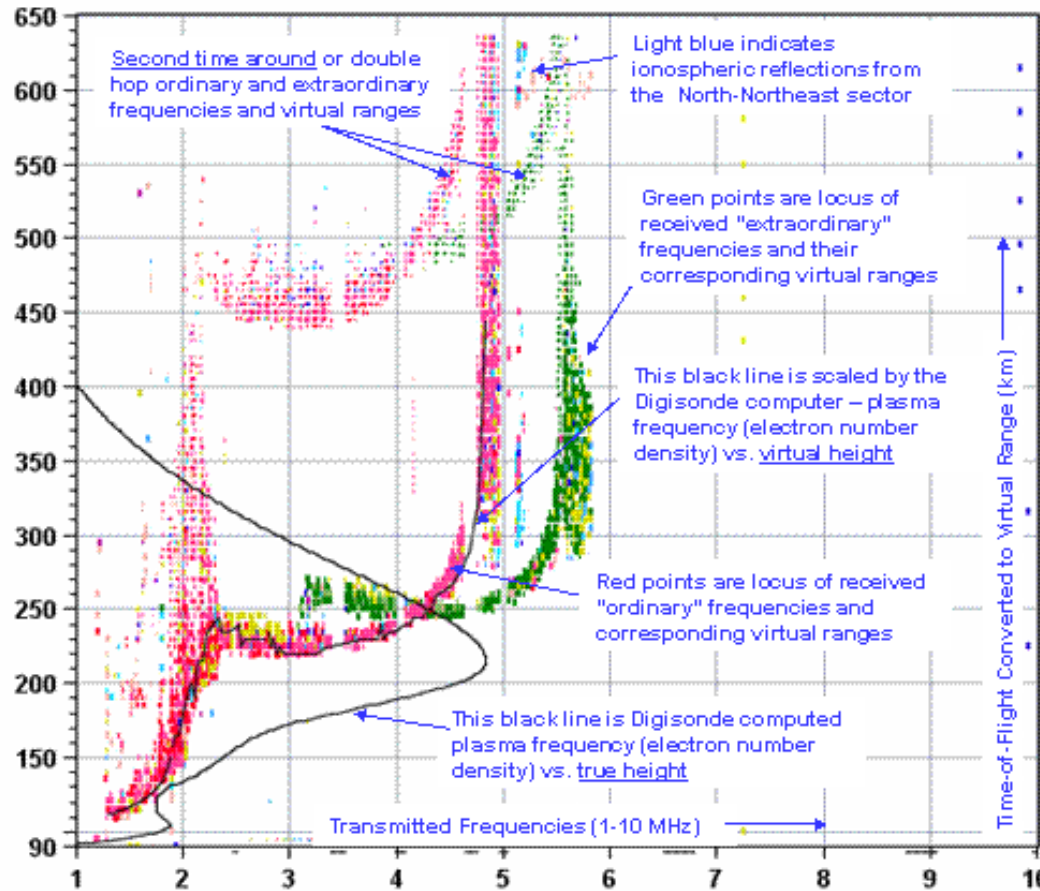 650
600
550
500
450
400
350
300
250
200
150
90
Second time around or double
hop ordinary and extraordinary
frequencies and virtual ranges
Light blue indicates
ionospheric reflections from
the North-Northeast sector
Green points are locus of
received "extraordinary"
frequencies and their
corresponding virtual ranges
This black line is scaled by the
Digisonde computer – plasma
frequency (electron number
density) vs. virtual height
Red points are locus of received
"ordinary" frequencies and
corresponding virtual ranges
This black line is Digisonde computed
plasma frequency (electron number
density) vs. true height
Transmitted Frequencies (1-10 MHz)
Time-of-Flight Converted to Virtual Range (km)
1 2 3 4 5 6 7 8 9 10